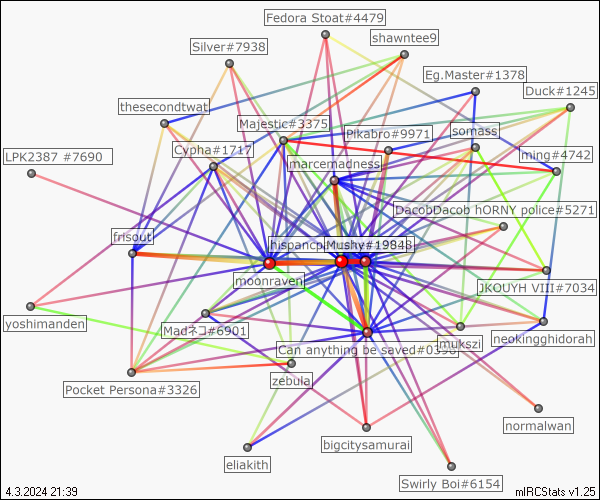 Fedora Stoat#4479
shawntee9
Silver#7938
Eg.Master#1378
Duck#1245
thesecondtwat
Majestic#3375
Pikabro#9971
somass
LPK2387 #7690
Cypha#1717
marcemadness
ming#4742
DacobDacob hORNY police#5271
frisout
hispancp
Mushy#19848
moonraven
JKOUYH VIII#7034
yoshimanden
Madネコ#6901
Can anything be saved#0398
mukszi
neokingghidorah
Pocket Persona#3326
zebula
normalwan
bigcitysamurai
eliakith
Swirly Boi#6154
4.3.2024 21:39
mIRCStats v1.25